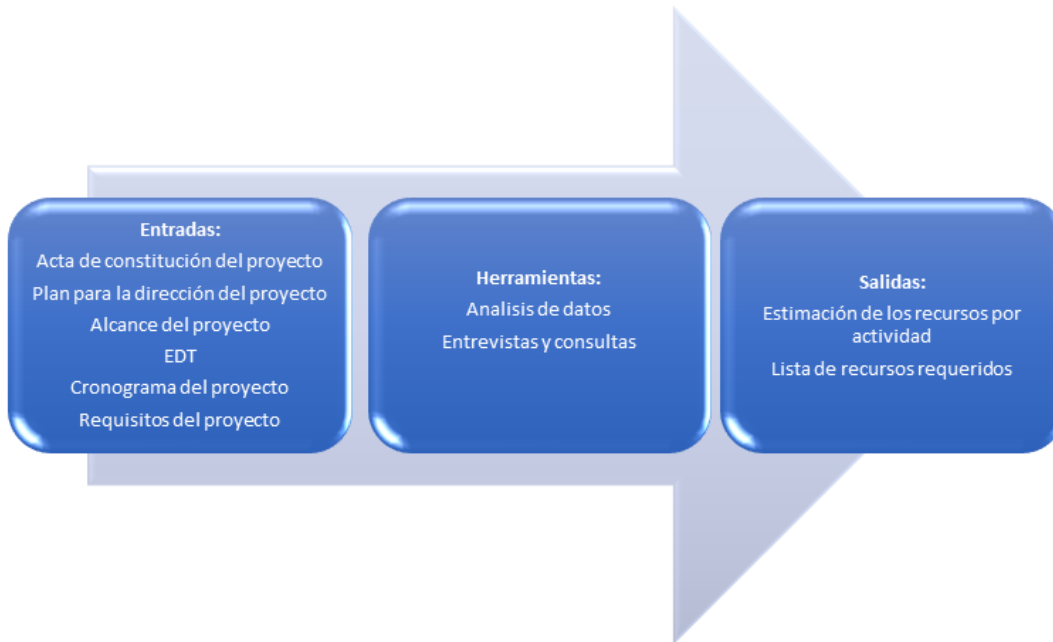 Entradas:
Acta de constitución del proyecto
Plan para la dirección del proyecto
Alcance del proyecto
EDT
Cronograma del proyecto
Requisitos del proyecto
Herramientas:
Analisis de datos
Entrevistas y consultas
Salidas:
Estimación de los recursos por
actividad
Lista de recursos requeridos